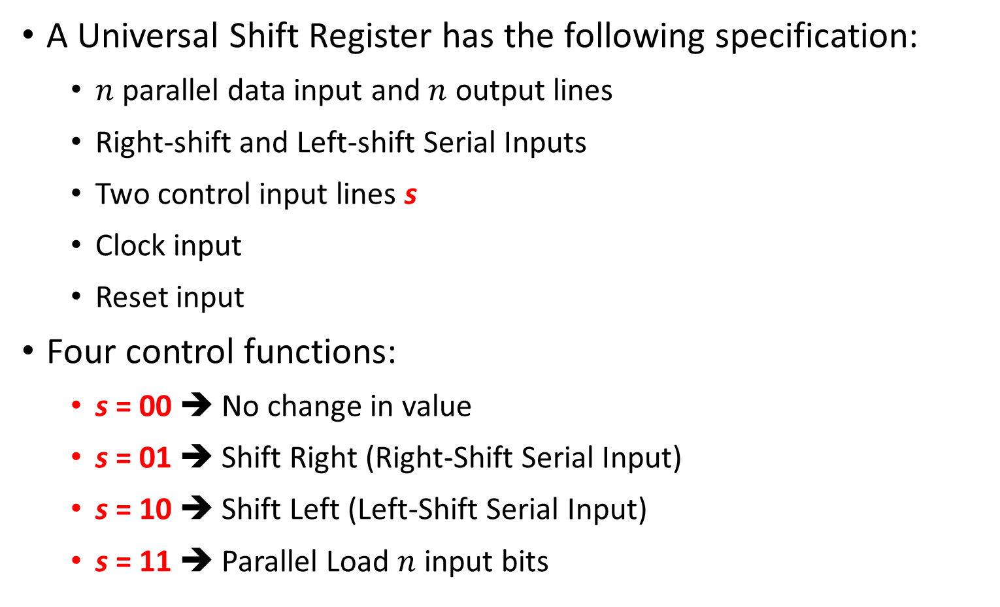 • A Universal Shift Register has the following specification:
• n parallel data input and n output lines
• Right-shift and Left-shift Serial Inputs
• Two control input lines s
• Clock input
• Reset input
• Four control functions:
• s = 00 ➔ No change in value
• s = 01 ➔ Shift Right (Right-Shift Serial Input)
• s = 10 ➔ Shift Left (Left-Shift Serial Input)
• s = 11 ➔ Parallel Load n input bits